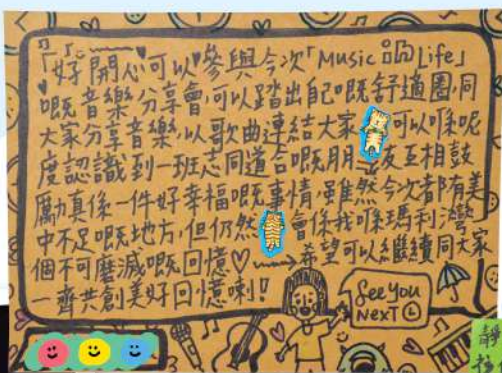 「好開心可以參與今次「Music 過 Life」
嘅音樂分享會,可以踏出自己嘅舒適圈,同
大家分享音樂,以歌曲連結大家 可以喺呢
度認識到一班志同道合嘅朋友互相鼓
勵真係一件好幸福嘅事情,雖然今次都有美
中不足嘅地方,但仍然 會係我喺瑪利灣
個不可磨滅嘅回憶♡ 希望可以繼續同大家
一齊共創美好回憶喇!
See You
NexT
靜